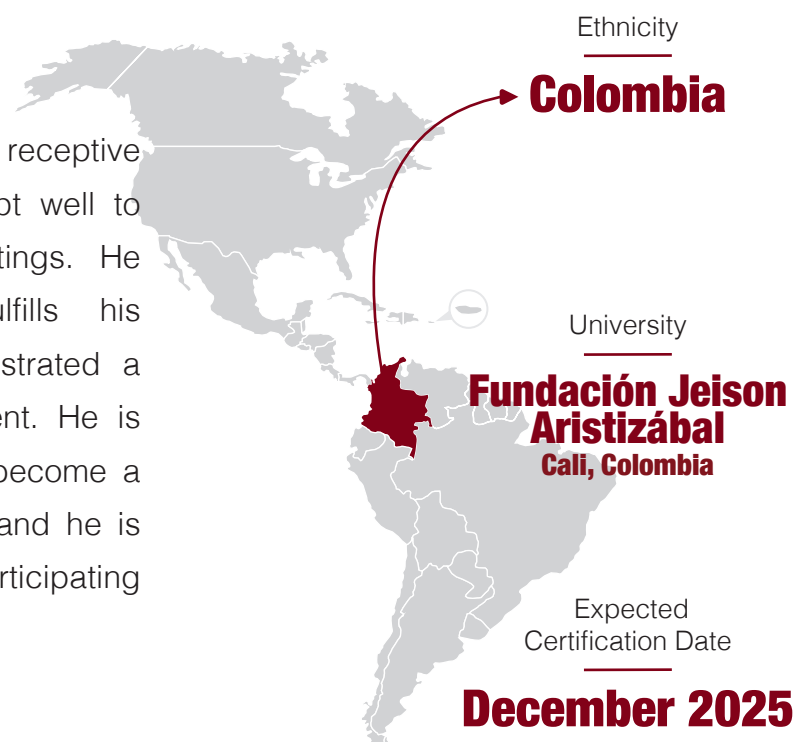 receptive
pt well to
tings. He
ulfills his
strated a
ent. He is
become a
and he is
rticipating
Ethnicity
Colombia
University
Fundación Jeison
Aristizábal
Cali, Colombia
Expected
Certification Date
December 2025